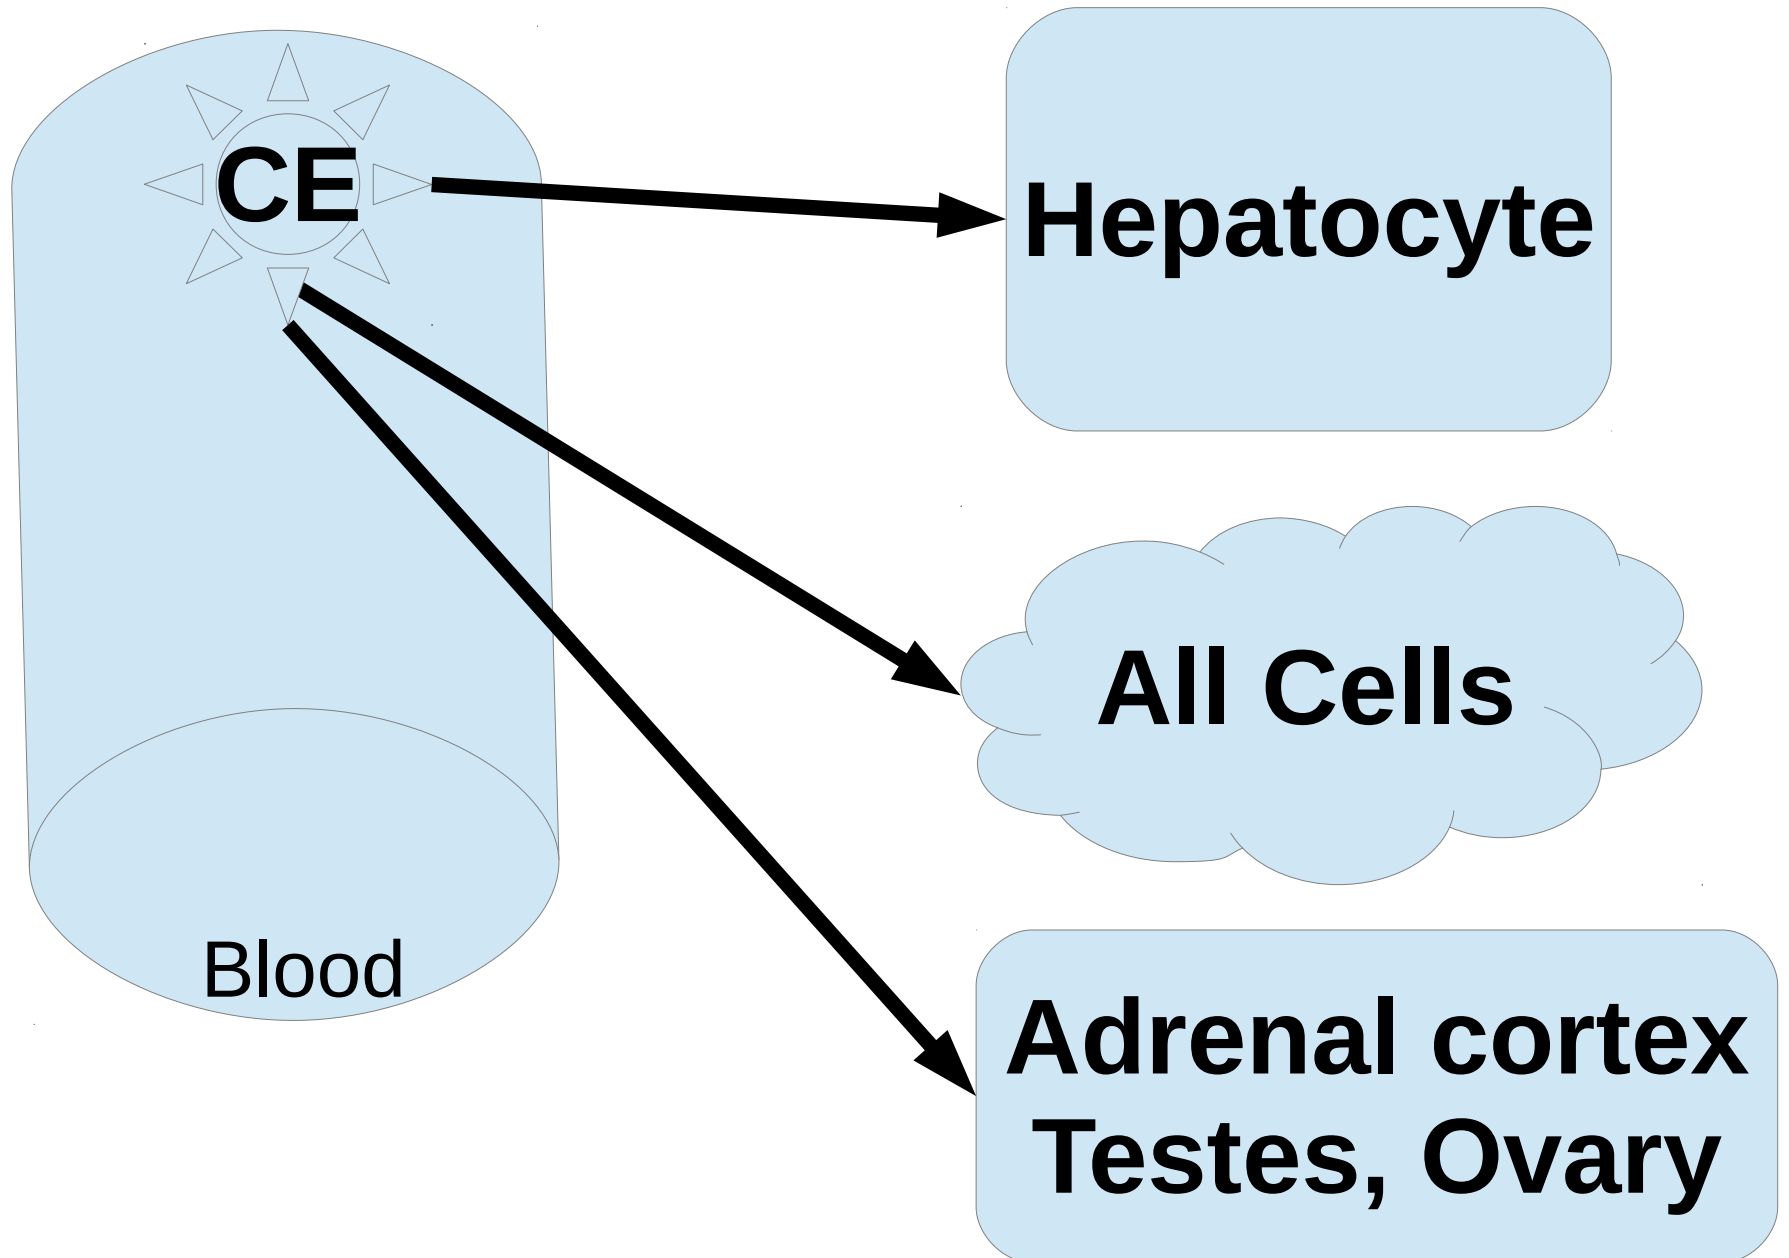 CE
Hepatocyte
All Cells
Blood
Adrenal cortex
Testes, Ovary